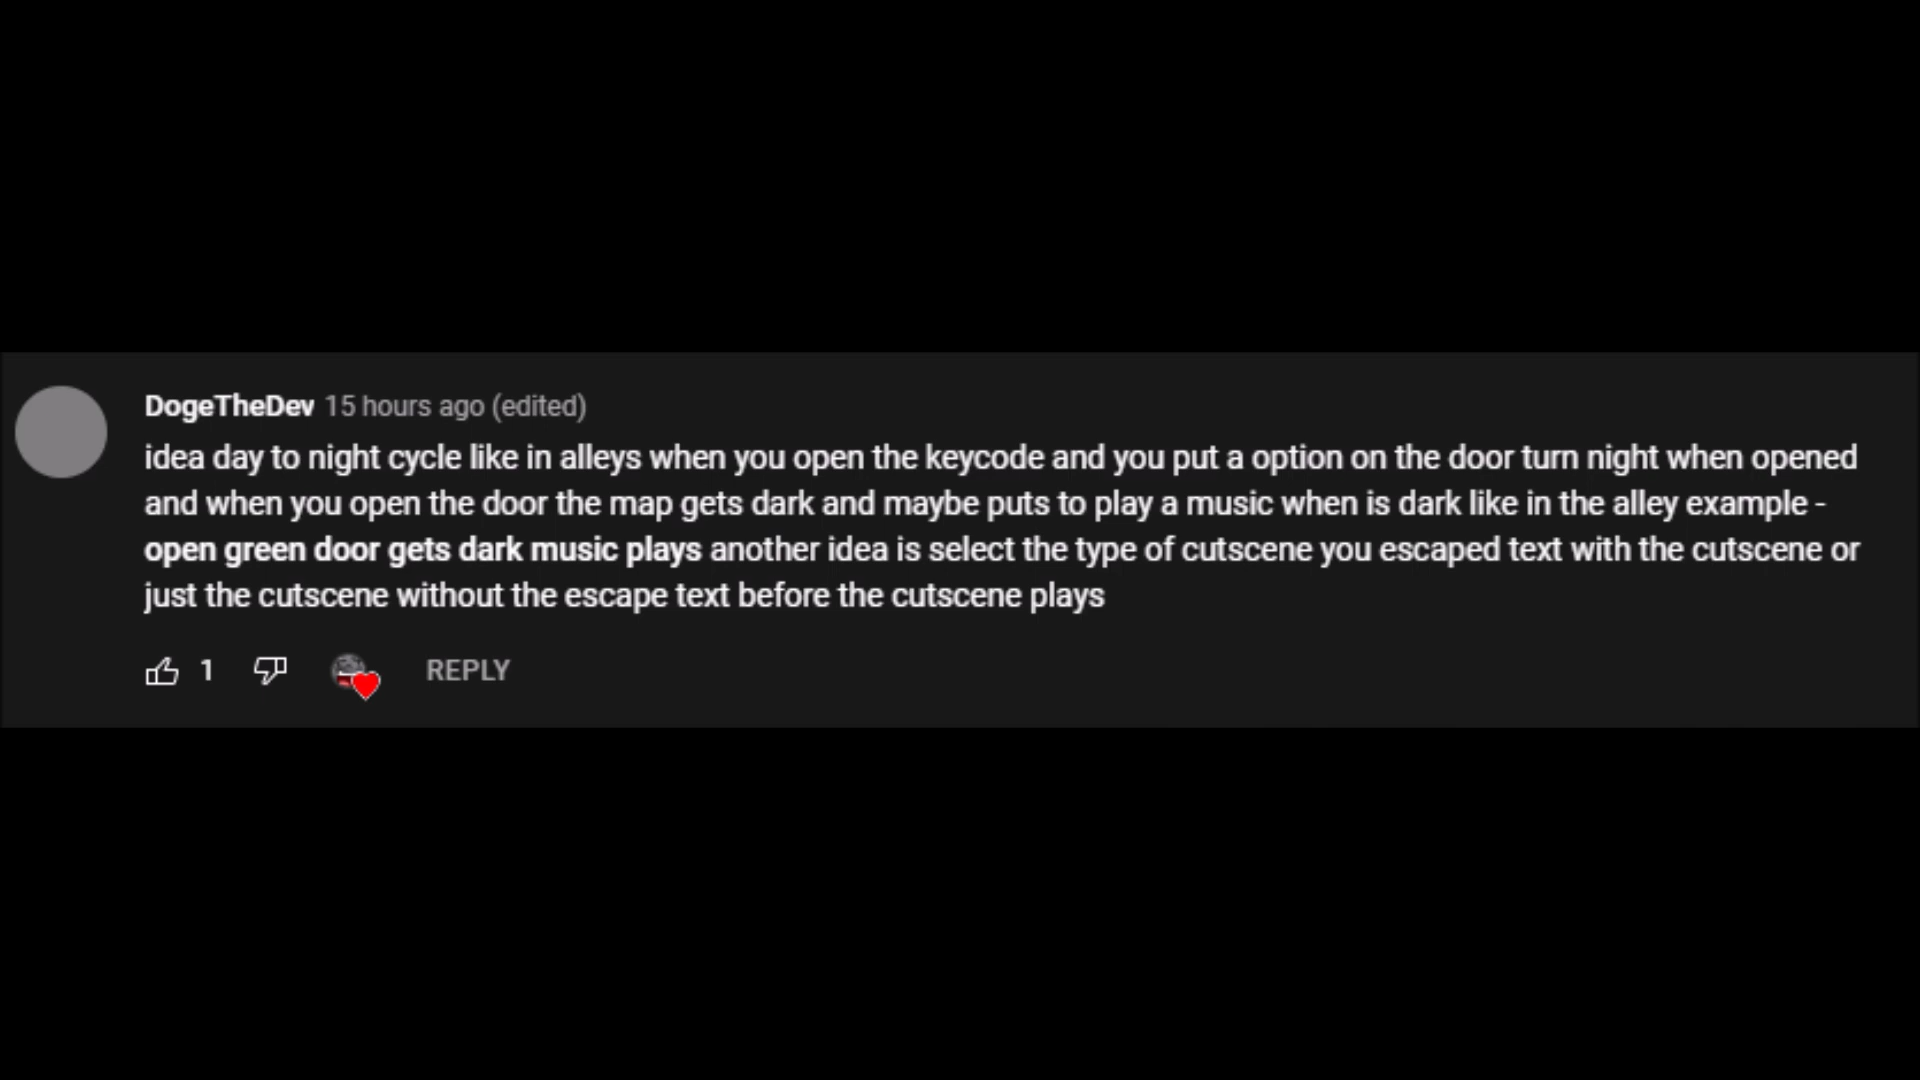 DogeTheDev 15 hours ago (edited)
idea day to night cycle like in alleys when you open the keycode and you put a option on the door turn night when opened
and when you open the door the map gets dark and maybe puts to play a music when is dark like in the alley example -
open green door gets dark music plays another idea is select the type of cutscene you escaped text with the cutscene or
just the cutscene without the escape text before the cutscene plays
1 REPLY